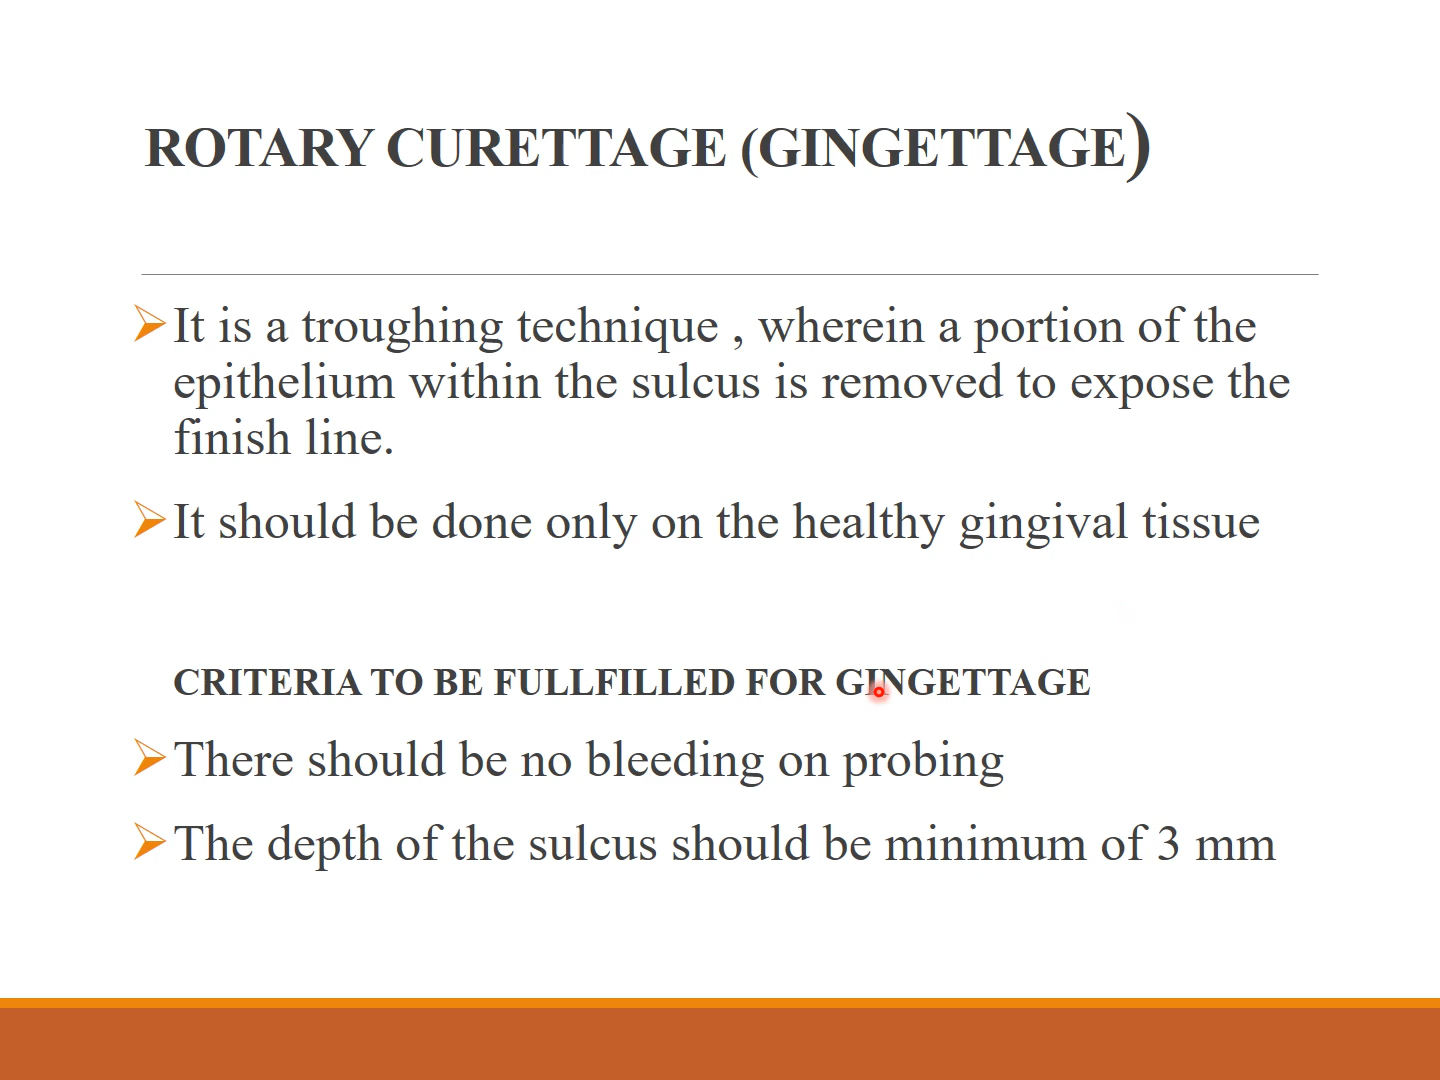 ROTARY CURETTAGE (GINGETTAGE)
It is a troughing technique , wherein a portion of the
epithelium within the sulcus is removed to expose the
finish line.
It should be done only on the healthy gingival tissue
CRITERIA TO BE FULLFILLED FOR GINGETTAGE
There should be no bleeding on probing
The depth of the sulcus should be minimum of 3 mm